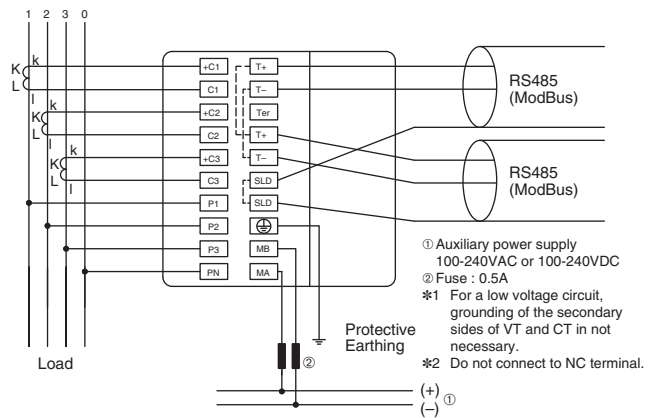 1 2 3 0
k
K
L
l
k
K
L
l
k
K
L
l
+C1
C1
+C2
C2
+C3
C3
P1
P2
P3
PN
T+
T–
Ter
T+
T–
SLD
SLD
MB
MA
RS485
(ModBus)
RS485
(ModBus)
① Auxiliary power supply
100-240VAC or 100-240VDC
② Fuse : 0.5A
✽1 For a low voltage circuit,
grounding of the secondary
sides of VT and CT in not
necessary.
✽2 Do not connect to NC terminal.
Protective
Earthing
Load
②
(+)
(–)
①